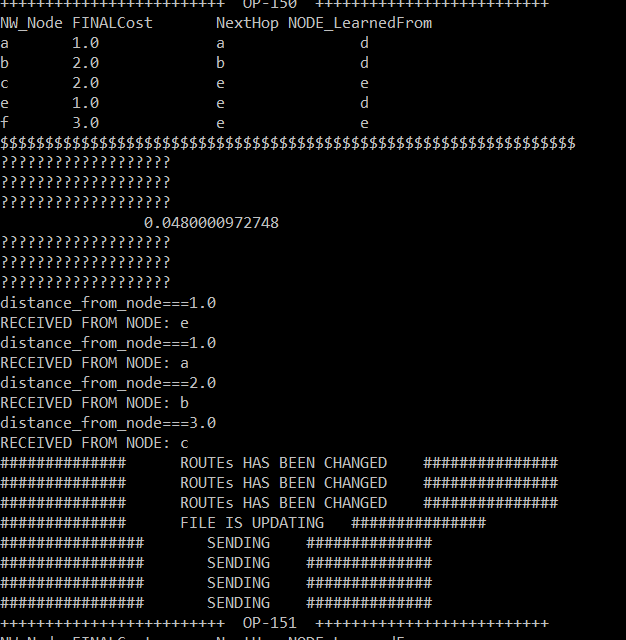 ++++++++++++++++++++++++++ OP-150 ++++++++++++++++++++++++++
NW_Node FINALCost NextHop NODE_LearnedFrom
a 1.0 a d
b 2.0 b d
c 2.0 e e
e 1.0 e d
f 3.0 e e
$$$$$$$$$$$$$$$$$$$$$$$$$$$$$$$$$$$$$$$$$$$$$$$$$$$$$$$$$$$$$$$$
???????????????????
???????????????????
???????????????????
0.0480000972748
???????????????????
???????????????????
???????????????????
distance_from_node===1.0
RECEIVED FROM NODE: e
distance_from_node===1.0
RECEIVED FROM NODE: a
distance_from_node===2.0
RECEIVED FROM NODE: b
distance_from_node===3.0
RECEIVED FROM NODE: c
############## ROUTEs HAS BEEN CHANGED ###############
############## ROUTEs HAS BEEN CHANGED ###############
############## ROUTEs HAS BEEN CHANGED ###############
############## FILE IS UPDATING ###############
################ SENDING ##############
################ SENDING ##############
################ SENDING ##############
################ SENDING ##############
+++++++++++++++++++++++++ OP-151 ++++++++++++++++++++++++++
NW_Node FINALCost NextHop NODE_LearnedFrom